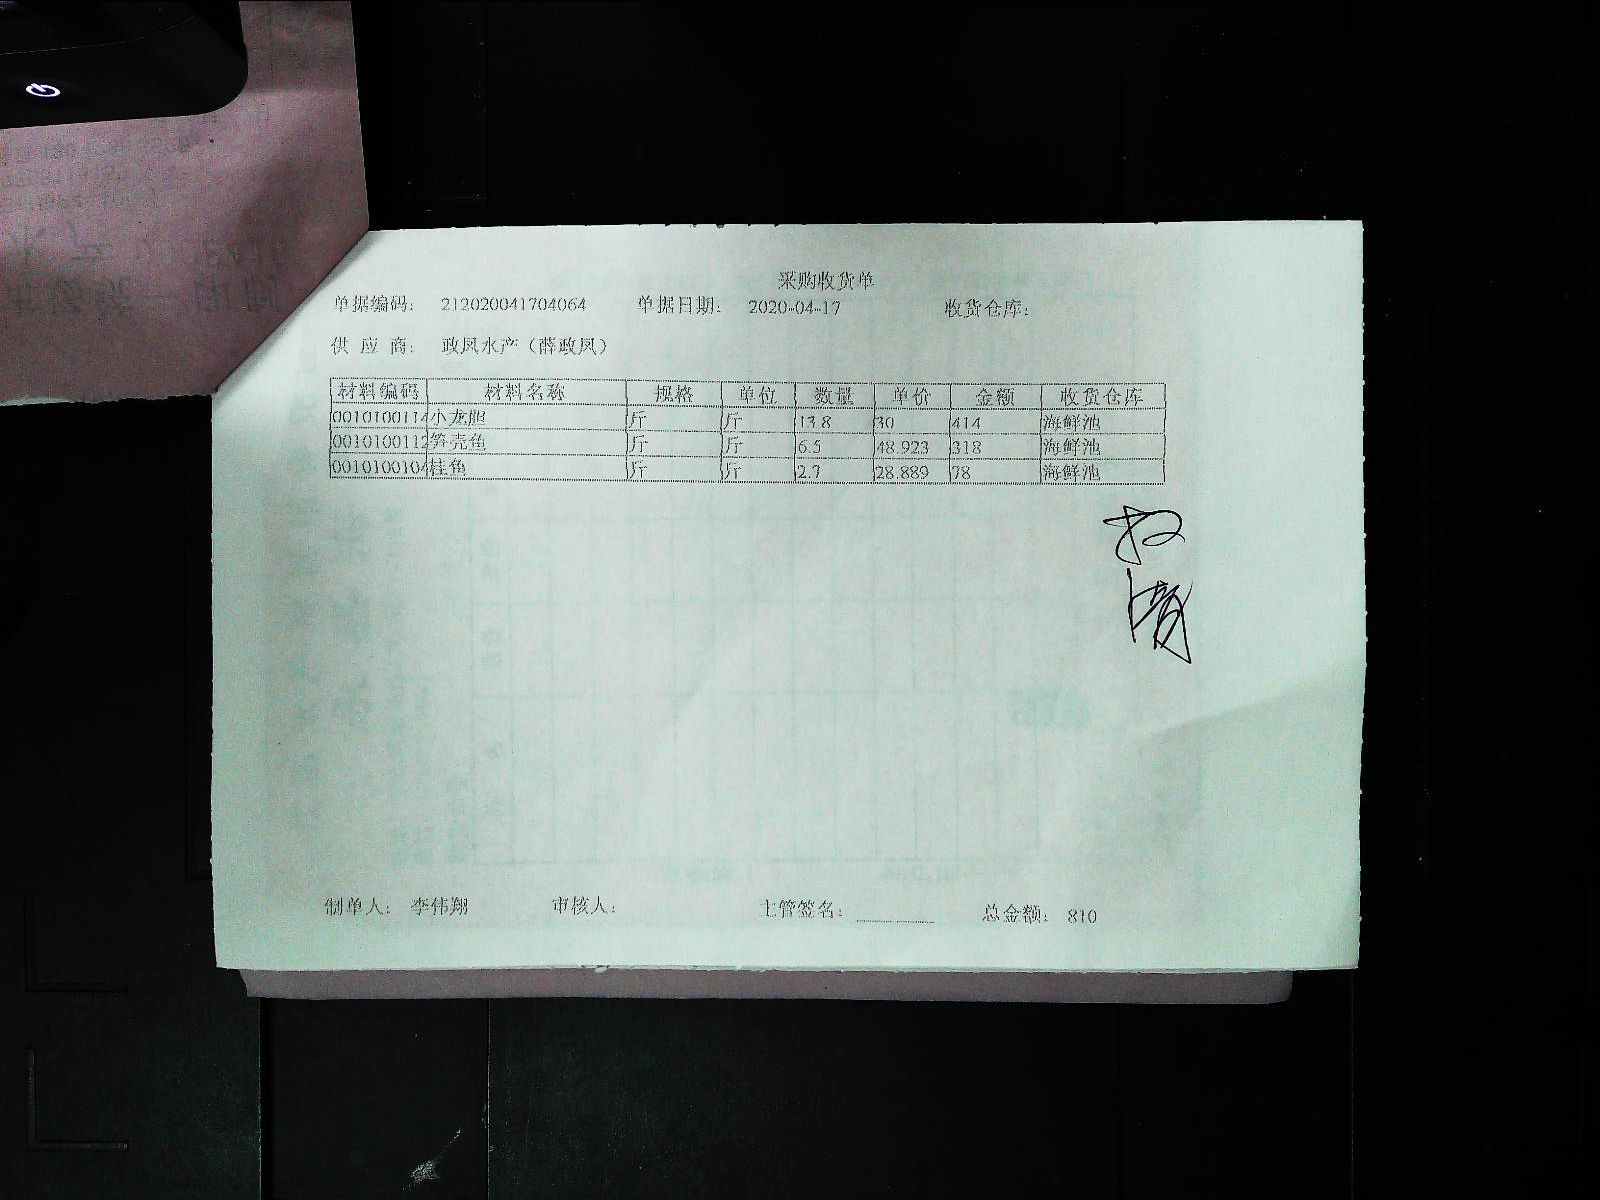 采购收货单
单据编码： 212020041704064 单据日期： 2020-04-17 收货仓库：
供应商： 政凤水产（薛政凤）
材料编码 材料名称 规格 单位 数量 单价 金额 收货仓库
0010100114 小龙胆 斤 斤 13.8 30 414 海鲜池
0010100112 笋壳鱼 斤 斤 6.5 48.923 318 海鲜池
0010100104 桂鱼 斤 斤 2.7 28.889 78 海鲜池
制单人： 李伟翔 审核人： 主管签名： 总金额： 810